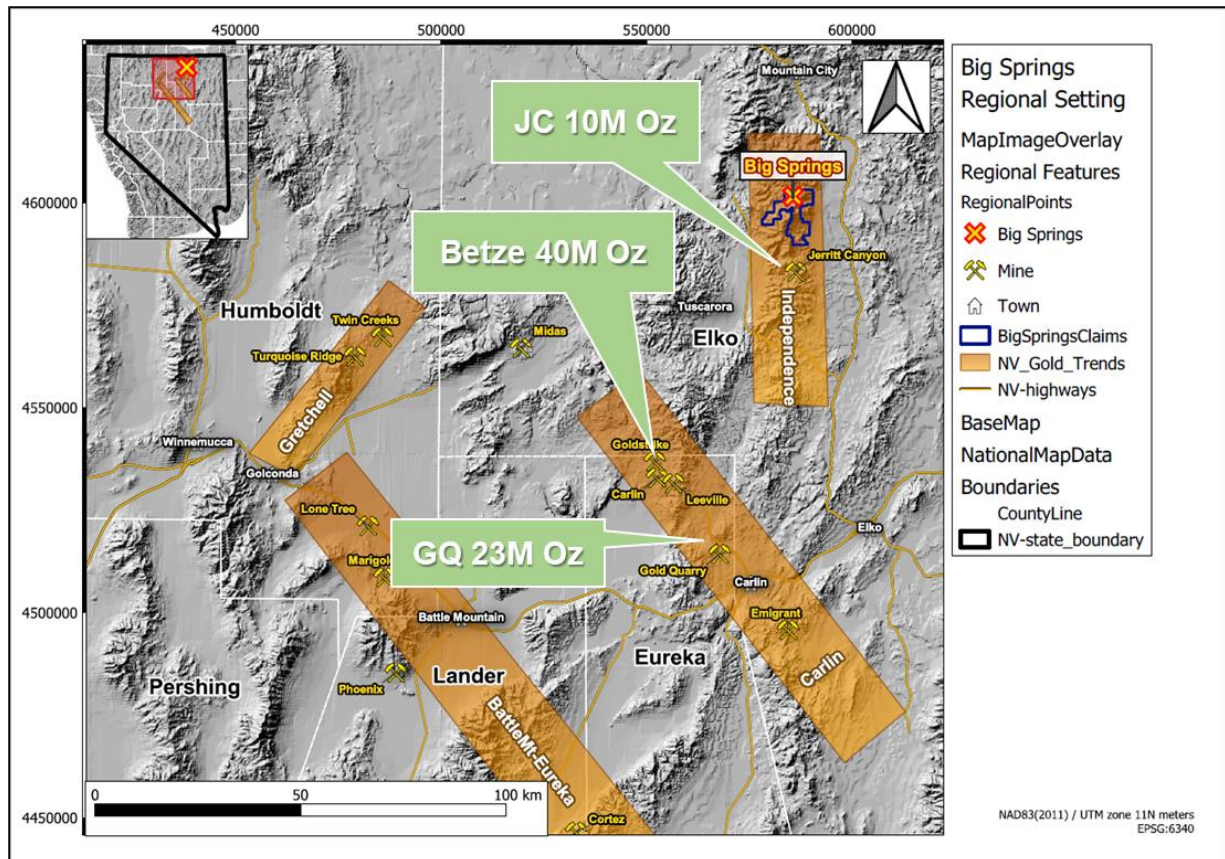 450000
500000
550000
600000
4600000
4550000
4500000
4450000
Mountain City
JC 10M Oz
Big Springs
Jerritt Canyon
Independence
Betze 40M Oz
Tuscarora
Elko
Humboldt
Twin Creeks
Turquoise Ridge
Getchell
Midas
Winnemucca
Golconda
Goldstrike
Carlin
Leeville
Elko
Lone Tree
GQ 23M Oz
Gold Quarry
Carlin
Battle Mountain
Emigrant
Eureka
Carlin
Lander
Pershing
Phoenix
BattleMt-Eureka
Cortez
0
50
100 km
Big Springs
Regional Setting
MapImageOverlay
Regional Features
RegionalPoints
Big Springs
Mine
Town
BigSpringsClaims
NV_Gold_Trends
NV-highways
BaseMap
NationalMapData
Boundaries
CountyLine
NV-state_boundary
NAD83(2011) / UTM zone 11N meters
EPSG:6340